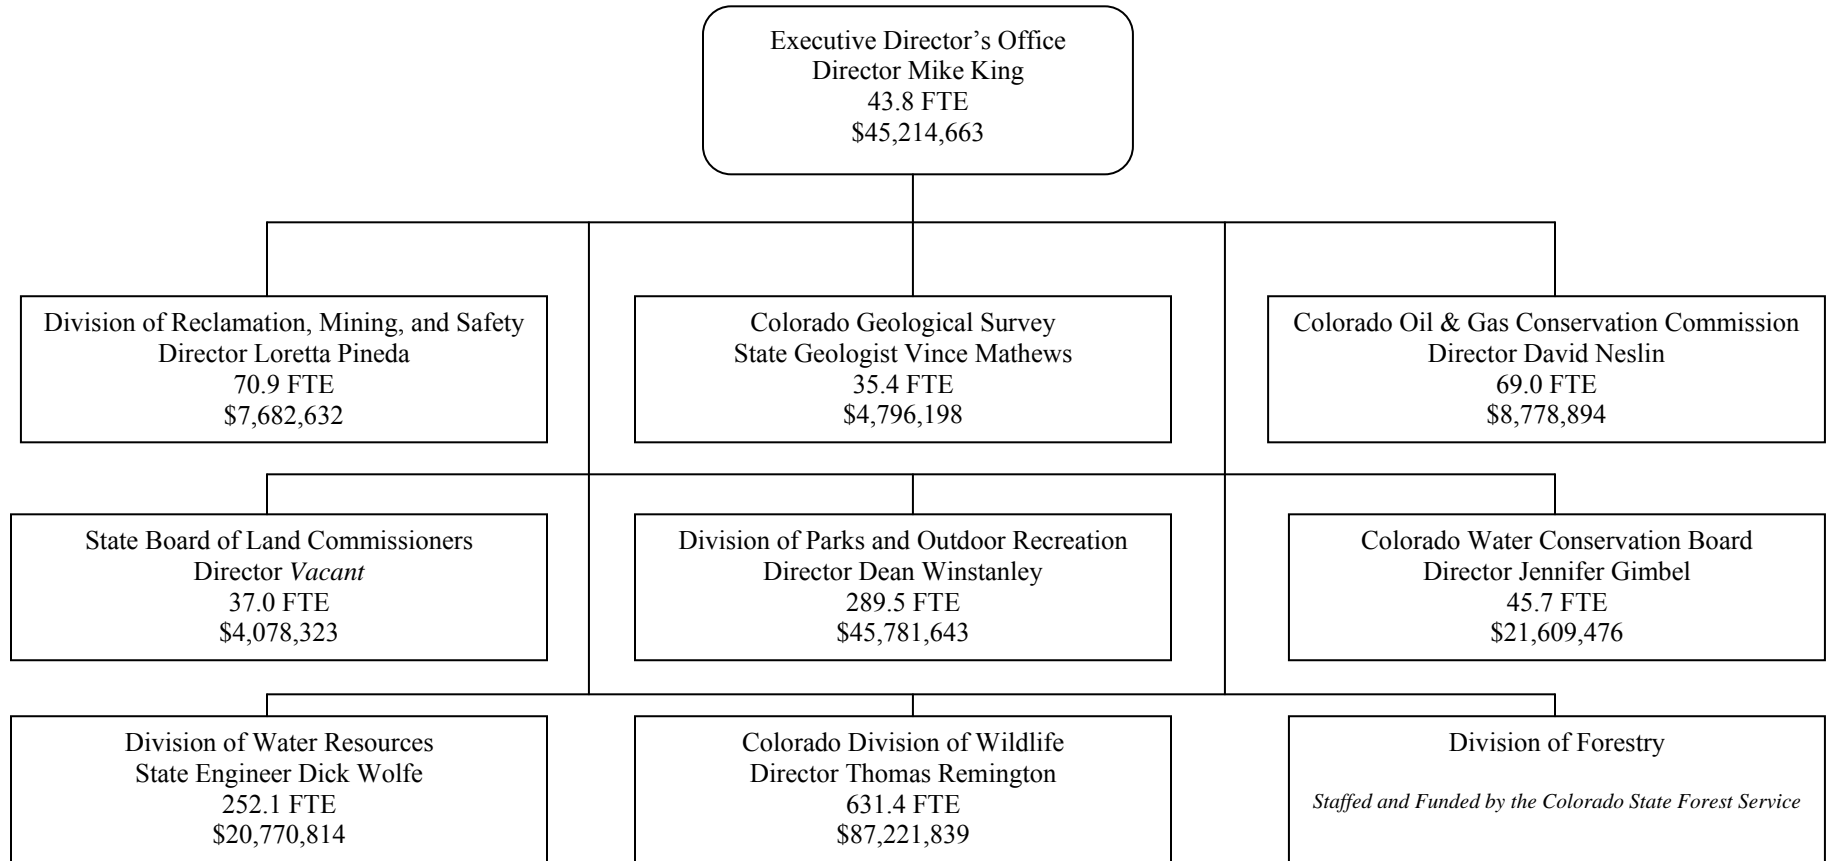 Executive Director’s Office
Director Mike King
43.8 FTE
$45,214,663
Division of Reclamation, Mining, and Safety
Director Loretta Pineda
70.9 FTE
$7,682,632
Colorado Geological Survey
State Geologist Vince Mathews
35.4 FTE
$4,796,198
Colorado Oil & Gas Conservation Commission
Director David Neslin
69.0 FTE
$8,778,894
State Board of Land Commissioners
Director Vacant
37.0 FTE
$4,078,323
Division of Parks and Outdoor Recreation
Director Dean Winstanley
289.5 FTE
$45,781,643
Colorado Water Conservation Board
Director Jennifer Gimbel
45.7 FTE
$21,609,476
Division of Water Resources
State Engineer Dick Wolfe
252.1 FTE
$20,770,814
Colorado Division of Wildlife
Director Thomas Remington
631.4 FTE
$87,221,839
Division of Forestry
Staffed and Funded by the Colorado State Forest Service